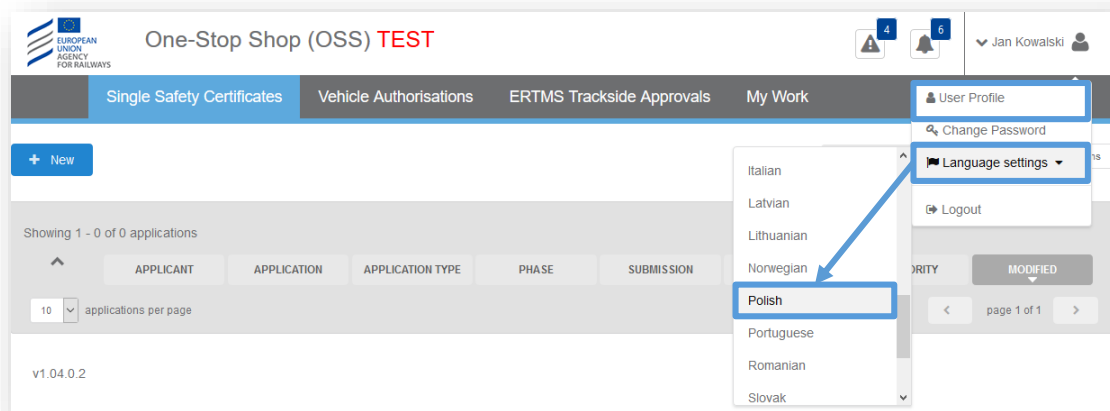 EUROPEAN
UNION
AGENCY
FOR RAILWAYS
One-Stop Shop (OSS) TEST
4
6
Jan Kowalski
Single Safety Certificates
Vehicle Authorisations
ERTMS Trackside Approvals
My Work
User Profile
Change Password
Language settings
Logout
+ New
Italian
Latvian
Lithuanian
Norwegian
Polish
Portuguese
Romanian
Slovak
Showing 1 - 0 of 0 applications
APPLICANT
APPLICATION
APPLICATION TYPE
PHASE
SUBMISSION
MODIFIED
10 applications per page
< page 1 of 1 >
v1.04.0.2